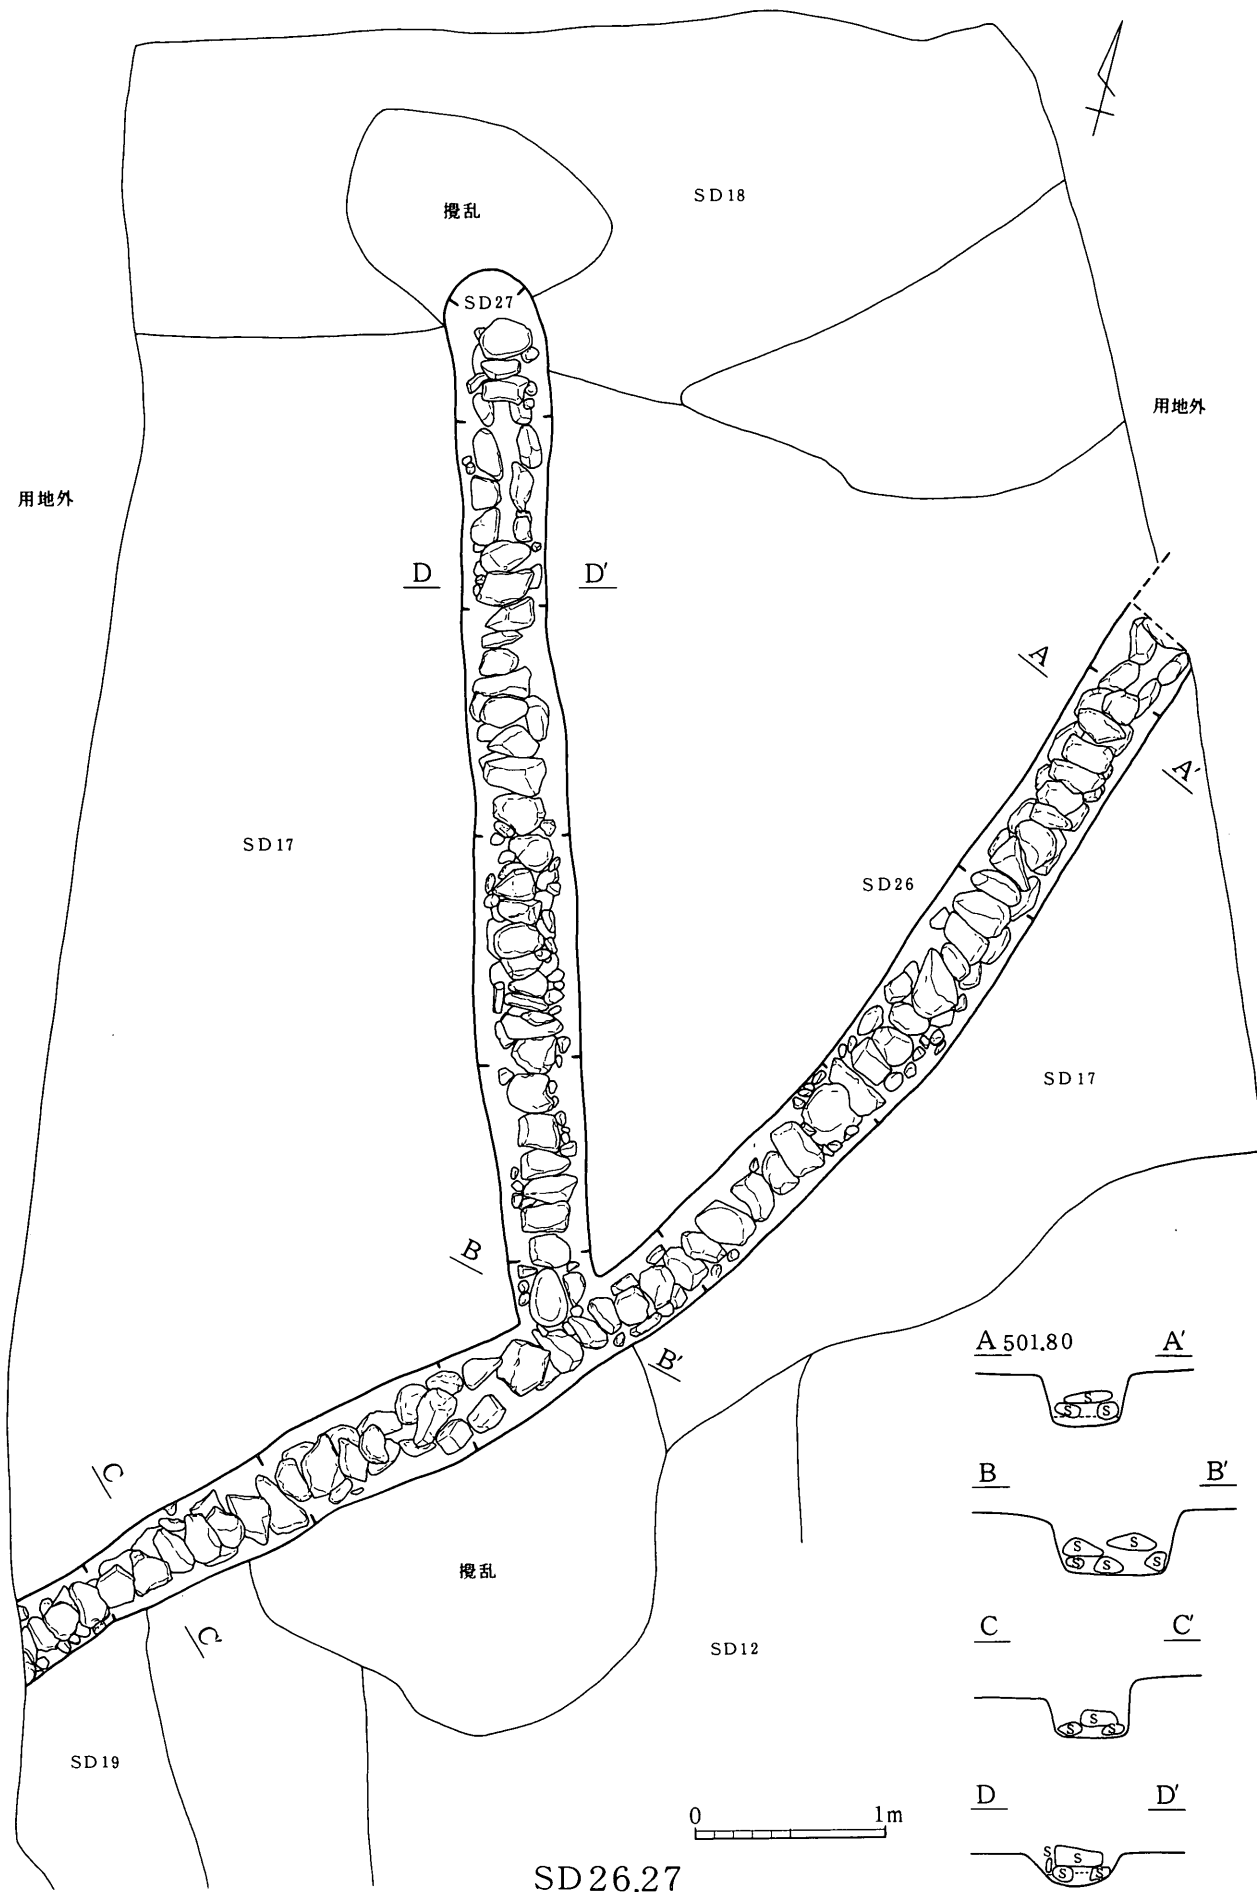 SD18
攪乱
SD27
用地外
用地外
D D′
A
A′
SD17
SD26
SD17
B
B′
A 501.80 A′
S
S S
C
C′
B B′
S S
S S S
攪乱
SD12
C C′
S
S S
SD19
D D′
S S
S S
0 1m
SD26.27